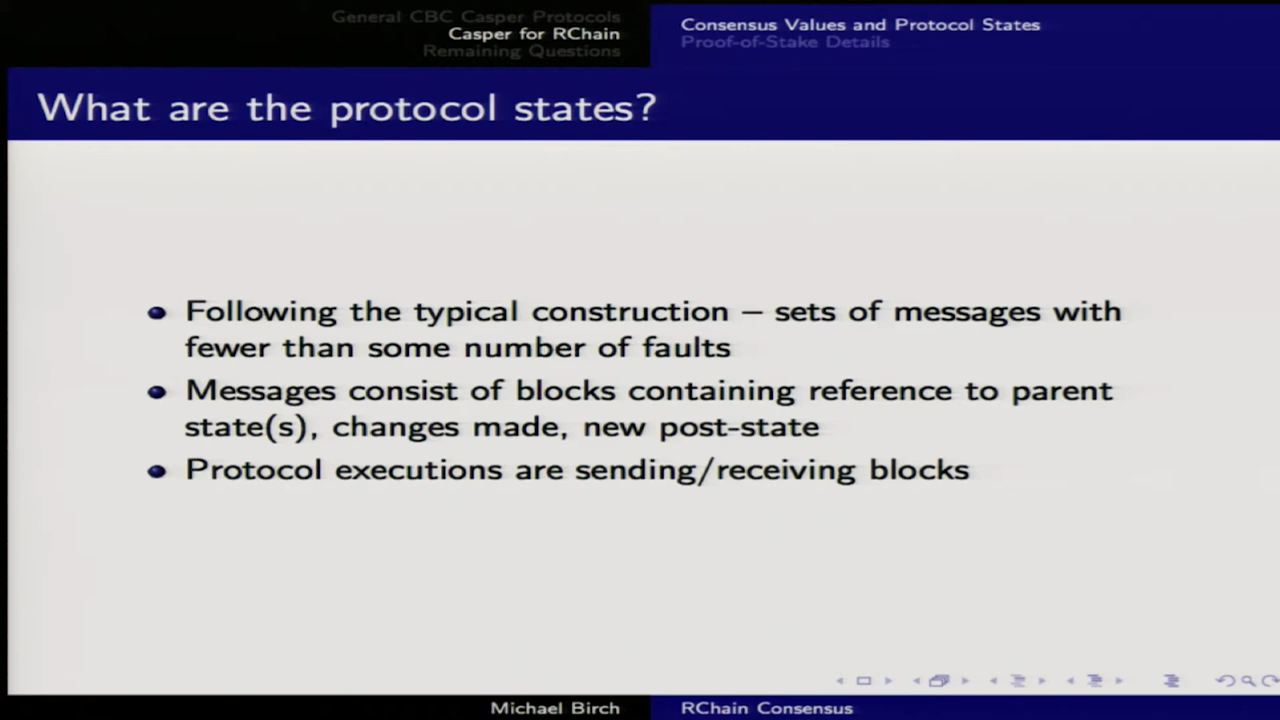 General CBC Casper Protocols
Casper for RChain
Remaining Questions
Consensus Values and Protocol States
Proof-of-Stake Details
What are the protocol states?
Following the typical construction – sets of messages with
fewer than some number of faults
Messages consist of blocks containing reference to parent
state(s), changes made, new post-state
Protocol executions are sending/receiving blocks
Michael Birch
RChain Consensus